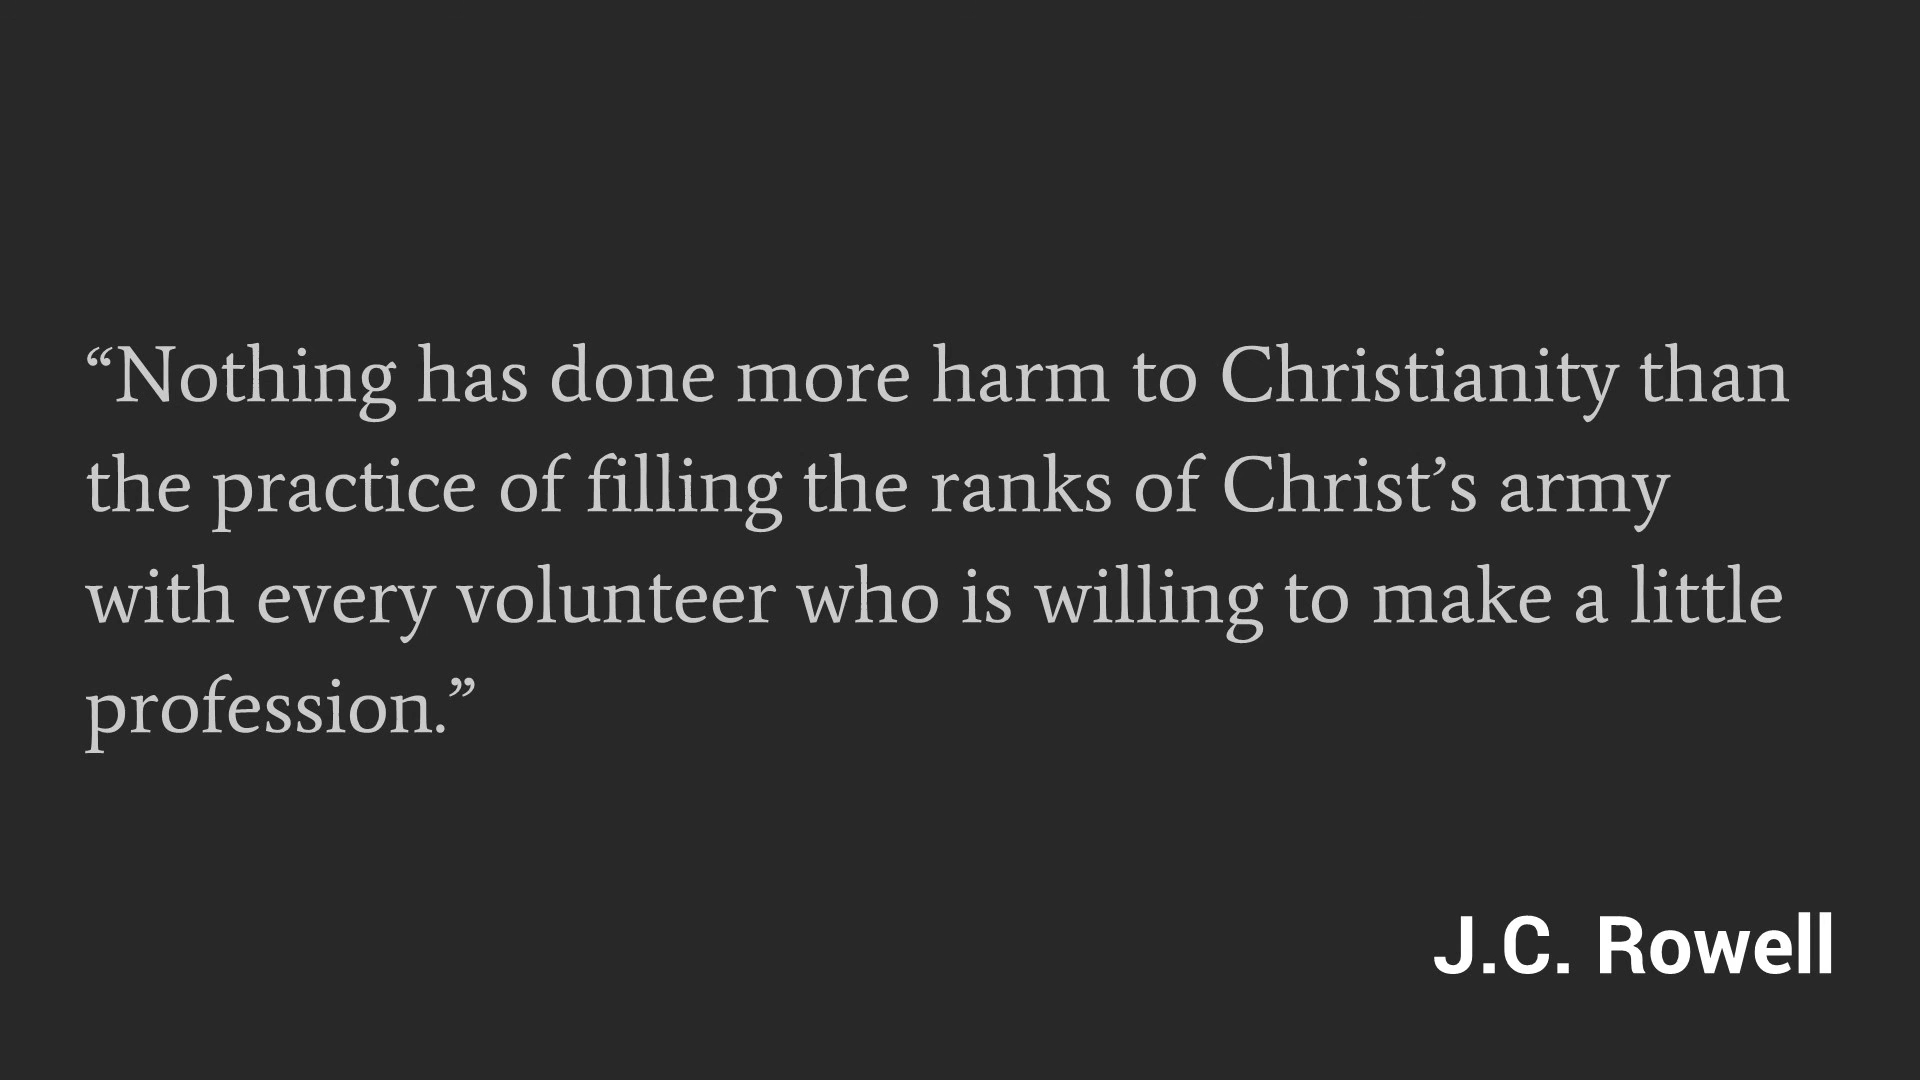 “Nothing has done more harm to Christianity than
the practice of filling the ranks of Christ’s army
with every volunteer who is willing to make a little
profession.”
J.C. Rowell